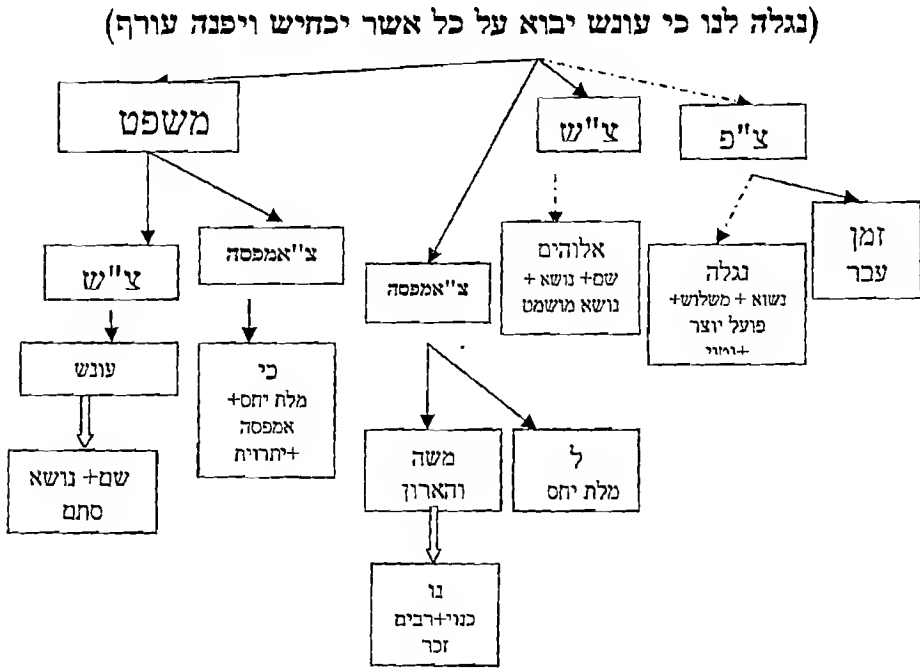 (נגלה לנו כי עונש יבוא על כל אשר יכחיש ויפנה עורף)
צ"פ
צ"ש
משפט
זמן
עבר
נגלה
נשוא + משלוש+
פועל יוצר
אלוהים
שם+ נושא +
נושא מושמט
צ"אמפסה
צ"אמפסה
צ"ש
ל
מלת יחס
משה
והארון
כי
מלת יחס+
אמפסה
+יתרוית
עונש
שם+ נושא
סתם
נו
כנוי+רבים
זכר